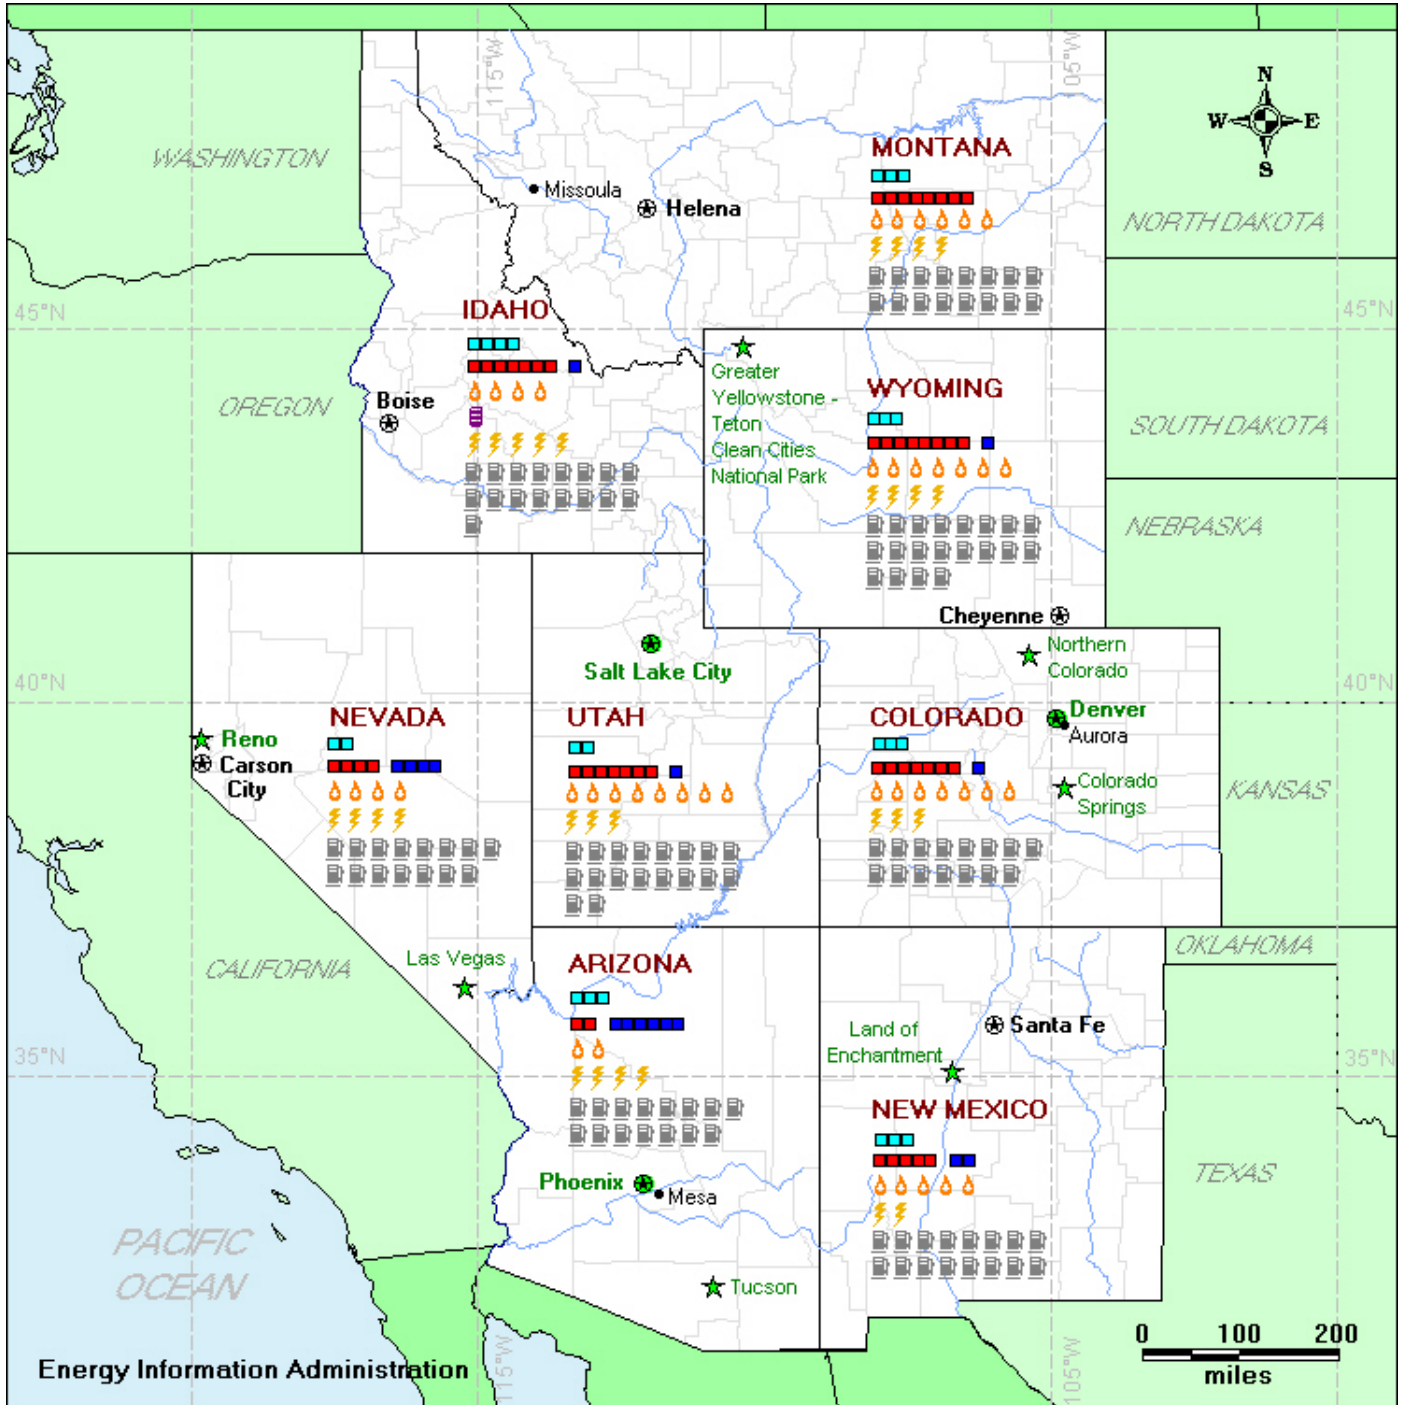 115°W
105°W
N
W E
S
WASHINGTON
MONTANA
Missoula
Helena
NORTH DAKOTA
45°N
IDAHO
45°N
Greater
Yellowstone -
Teton
Clean Cities
National Park
WYOMING
OREGON
Boise
SOUTH DAKOTA
NEBRASKA
Cheyenne
Salt Lake City
Northern
Colorado
40°N
40°N
NEVADA
UTAH
COLORADO
Denver
Aurora
Reno
Carson
City
Colorado
Springs
KANSAS
CALIFORNIA
Las Vegas
ARIZONA
OKLAHOMA
Land of
Enchantment
Santa Fe
35°N
35°N
NEW MEXICO
Phoenix
Mesa
TEXAS
PACIFIC
OCEAN
Tucson
0 100 200
miles
Energy Information Administration
115°W
105°W